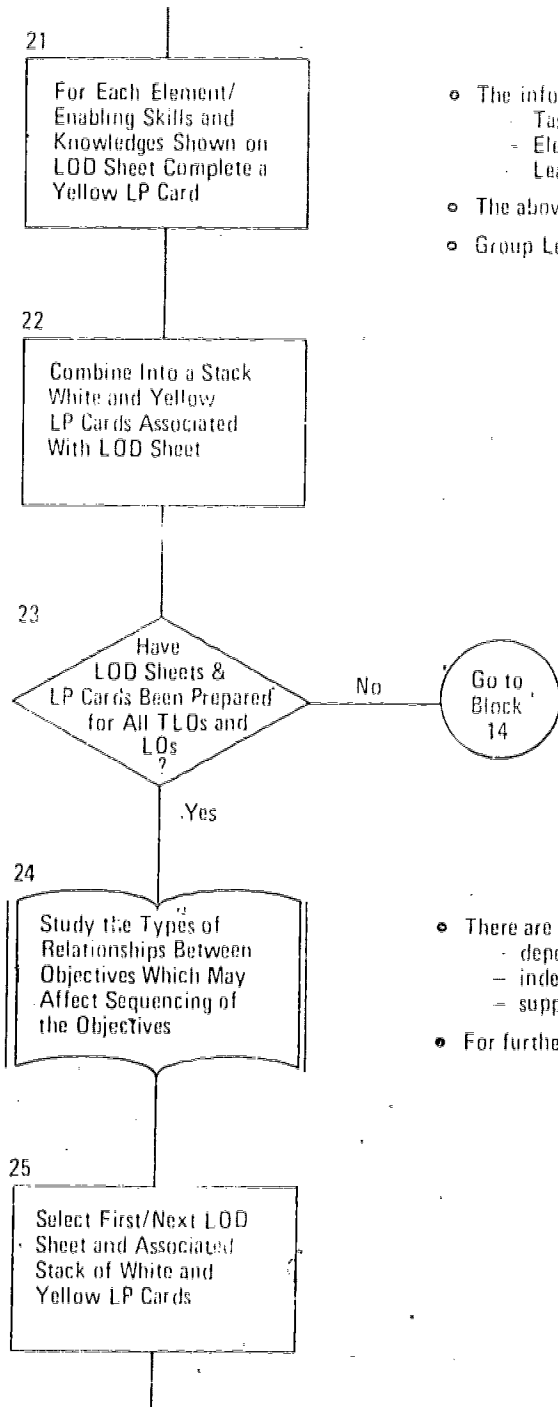 21
For Each Element/
Enabling Skills and
Knowledges Shown on
LOD Sheet Complete a
Yellow LP Card
o The info
- Tas
- Ele
- Lea
o The abov
o Group Le
22
Combine Into a Stack
White and Yellow
LP Cards Associated
With LOD Sheet
23
Have
LOD Sheets &
LP Cards Been Prepared
for All TLOs and
LOs
?
No
Go to
Block
14
Yes
24
Study the Types of
Relationships Between
Objectives Which May
Affect Sequencing of
the Objectives
• There are
- depe
– inde
– supp
• For furthe
25
Select First/Next LOD
Sheet and Associated
Stack of White and
Yellow LP Cards